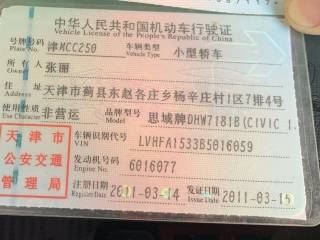 中华人民共和国机动车行驶证
Vehicle License of the People's Republic of China
号牌号码 津MCC250 车辆类型 小型轿车
Plate No. Vehicle Type
所有人 张丽
Owner
住址 天津市蓟县东赵各庄乡杨辛庄村1区7排4号
使用性质 非营运 品牌型号 思域牌DHW7181B(CIVIC 1.
Use Character Model
天津市公安交通管理局
车辆识别代号 LVHFA1533B5016059
VIN
发动机号码 6016077
Engine No.
注册日期 2011-03-14 发证日期 2011-03-15
Register Date Issue Date